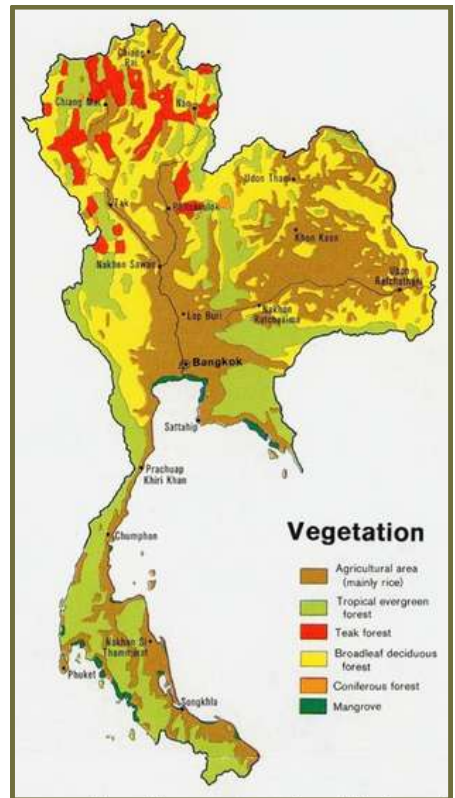 Chiang
Rai
Chiang Mai
Nan
Udon Thani
Tak
Phitsanulok
Khon Kaen
Nakhon Sawan
Ubon
Ratchathani
Lop Buri
Nakhon
Ratchasima
Bangkok
Sattahip
Prachuap
Khiri Khan
Vegetation
Chumphon
Agricultural area
(mainly rice)
Tropical evergreen
forest
Teak forest
Nakhon Si
Thammarat
Broadleaf deciduous
forest
Phuket
Coniferous forest
Songkhla
Mangrove